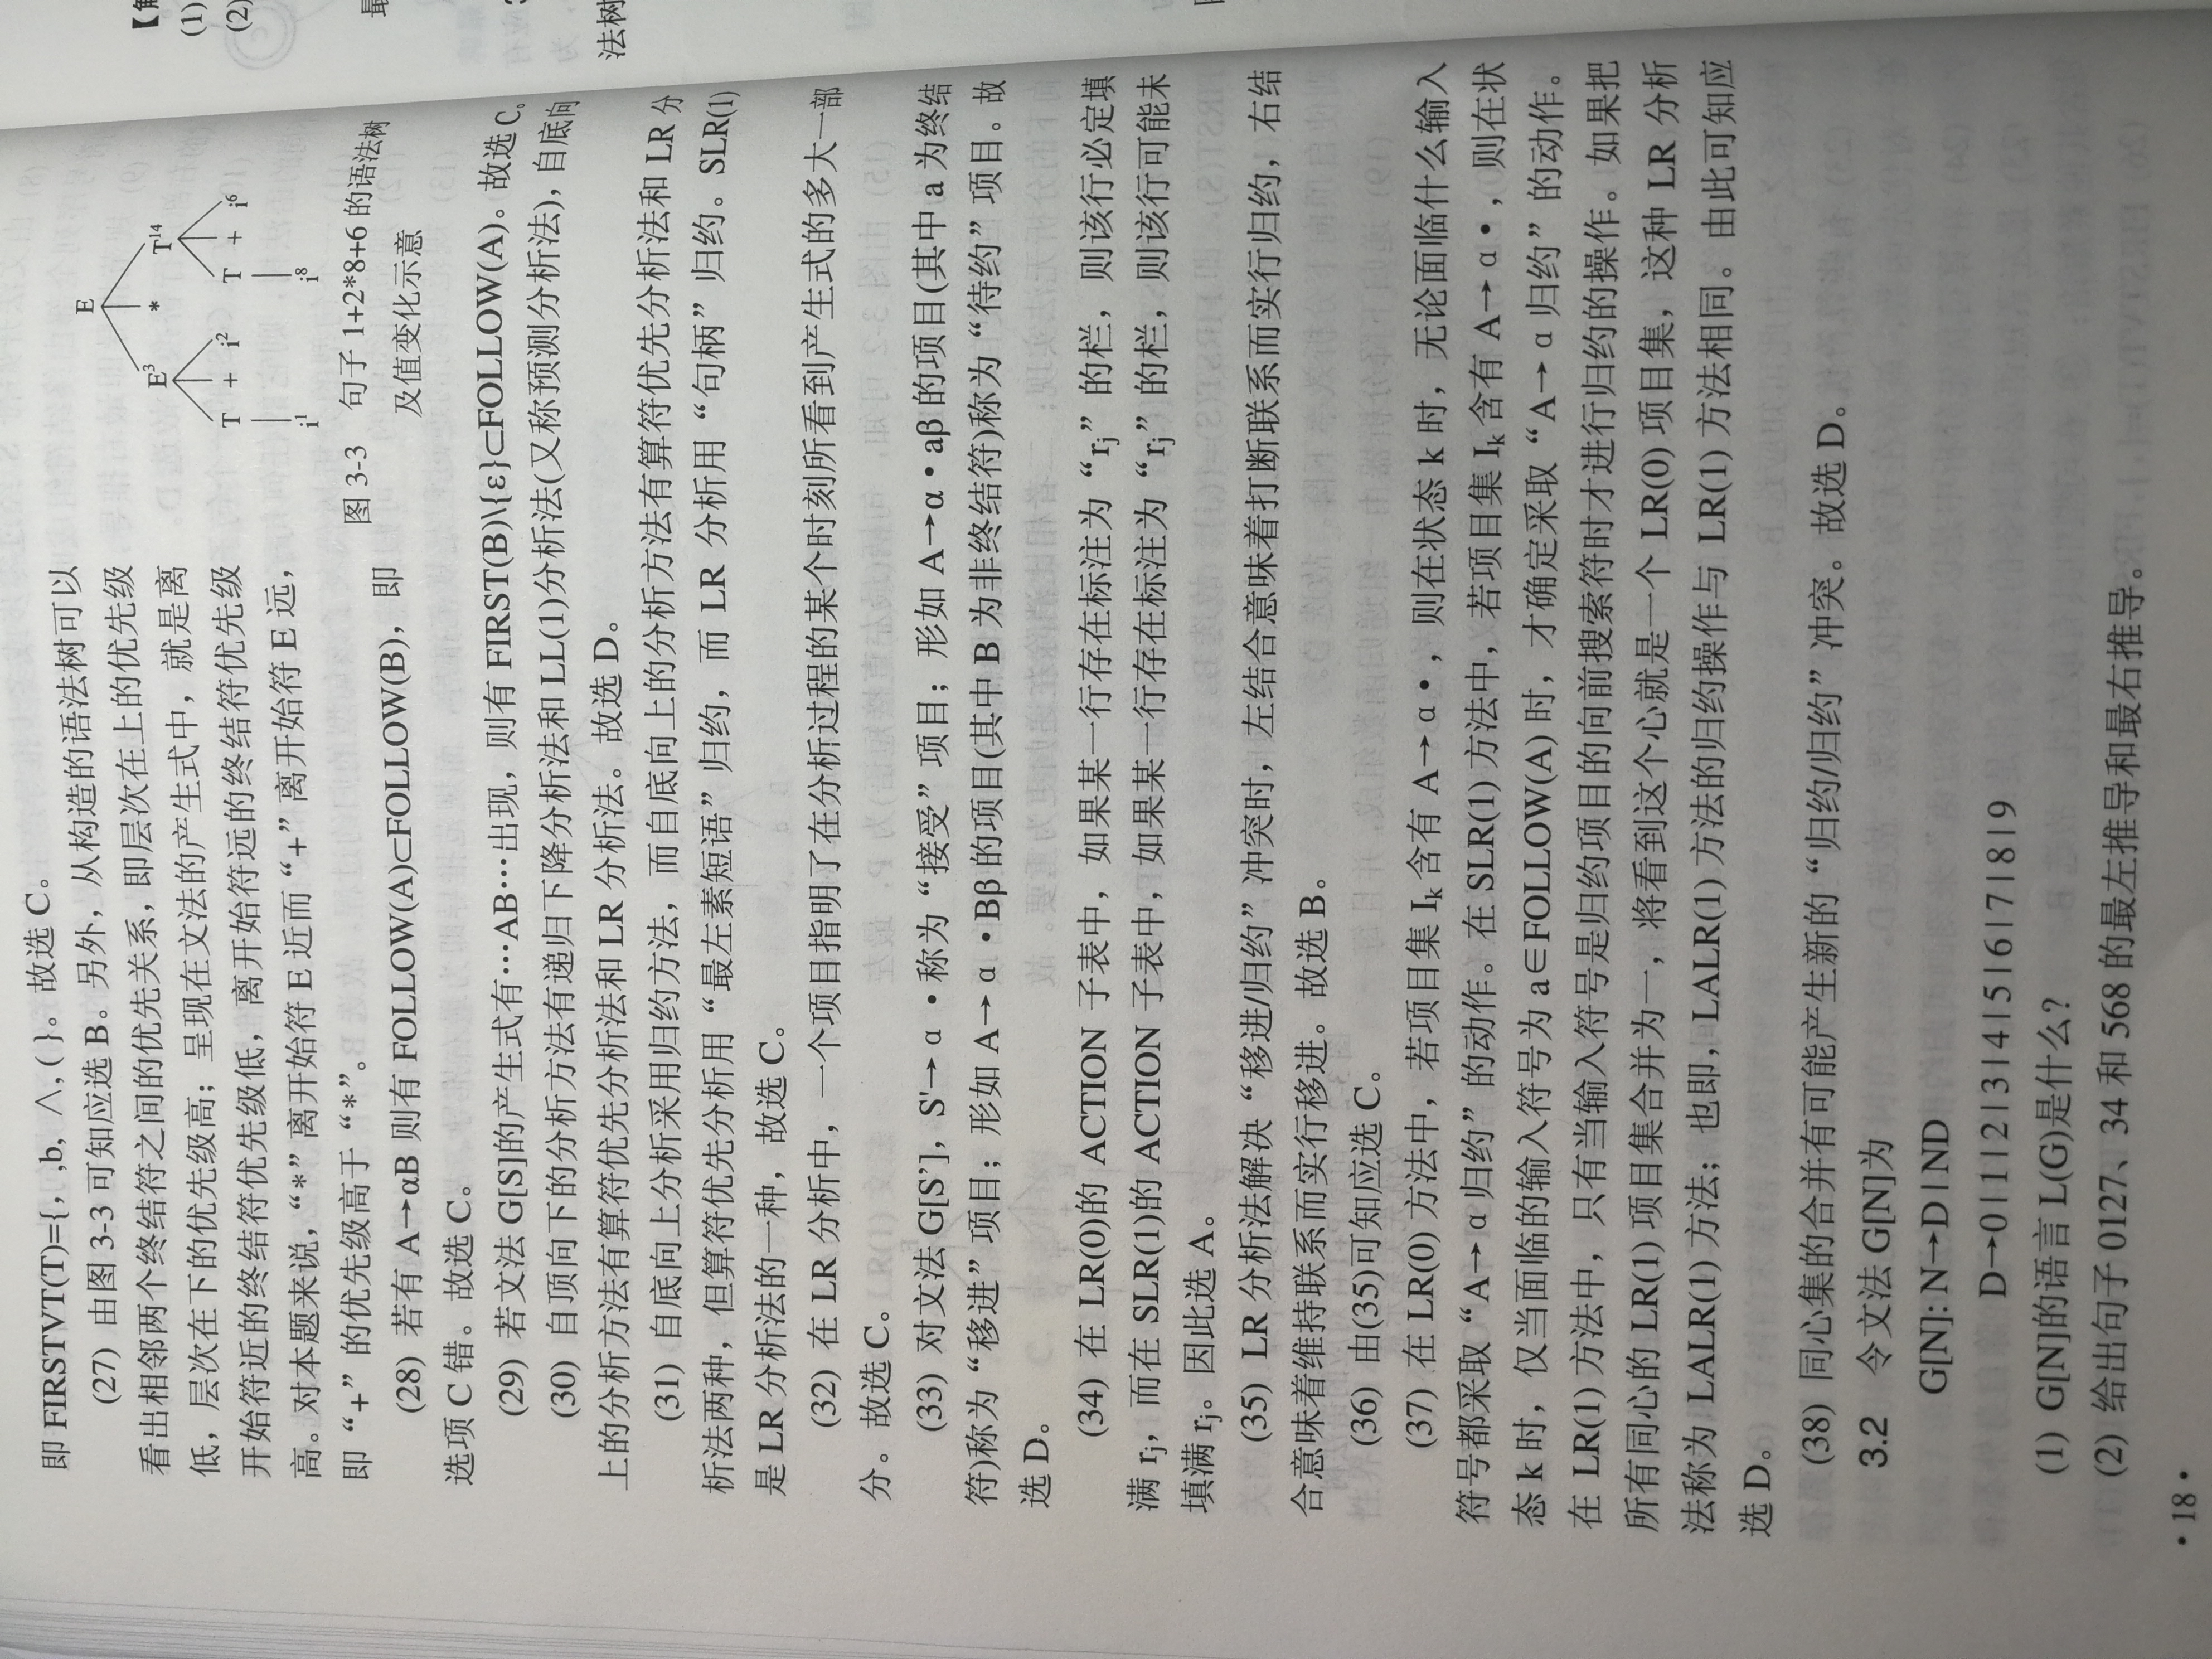 即 FIRSTVT(T)={,,b,∧,( }。故选 C。
(27) 由图 3-3 可知应选 B。另外，从构造的语法树可以
看出相邻两个终结符之间的优先关系，即层次在上的优先级
低，层次在下的优先级高；呈现在文法的产生式中，就是离
开始符近的终结符优先级低，离开始符远的终结符优先级
高。对本题来说，“*”离开始符 E 近而“+”离开始符 E 远，
即“+”的优先级高于“*”。
E
E³ * T¹⁴
T + i² T + i⁶
i¹ i⁸
图 3-3 句子 1+2*8+6 的语法树
及值变化示意
(28) 若有 A→αB 则有 FOLLOW(A)⊂FOLLOW(B)，即
选项 C 错。故选 C。
(29) 若文法 G[S]的产生式有…AB…出现，则有 FIRST(B)\{ε}⊂FOLLOW(A)。故选 C。
(30) 自顶向下的分析方法有递归下降分析法和 LL(1)分析法(又称预测分析法)，自底向
上的分析方法有算符优先分析法和 LR 分析法。故选 D。
(31) 自底向上分析采用归约方法，而自底向上的分析方法有算符优先分析法和 LR 分
析法两种，但算符优先分析用“最左素短语”归约，而 LR 分析用“句柄”归约。SLR(1)
是 LR 分析法的一种，故选 C。
(32) 在 LR 分析中，一个项目指明了在分析过程的某个时刻所看到产生式的多大一部
分。故选 C。
(33) 对文法 G[S']，S'→α•称为“接受”项目；形如 A→α•aβ 的项目(其中 a 为终结
符)称为“移进”项目；形如 A→α•Bβ 的项目(其中 B 为非终结符)称为“待约”项目。故
选 D。
(34) 在 LR(0)的 ACTION 子表中，如果某一行存在标注为“rⱼ”的栏，则该行必定填
满 rⱼ，而在 SLR(1)的 ACTION 子表中，如果某一行存在标注为“rⱼ”的栏，则该行可能未
填满 rⱼ。因此选 A。
(35) LR 分析法解决“移进/归约”冲突时，左结合意味着打断联系而实行归约，右结
合意味着维持联系而实行移进。故选 B。
(36) 由(35)可知应选 C。
(37) 在 LR(0) 方法中，若项目集 Iₖ 含有 A→α•，则在状态 k 时，无论面临什么输入
符号都采取“A→α归约”的动作。在 SLR(1) 方法中，若项目集 Iₖ 含有 A→α•，则在状
态 k 时，仅当面临的输入符号为 a∈FOLLOW(A) 时，才确定采取“A→α归约”的动作。
在 LR(1) 方法中，只有当输入符号是归约项目的向前搜索符时才进行归约的操作。如果把
所有同心的 LR(1) 项目集合并为一，将看到这个心就是一个 LR(0) 项目集，这种 LR 分析
法称为 LALR(1) 方法；也即，LALR(1) 方法的归约操作与 LR(1) 方法相同。由此可知应
选 D。
(38) 同心集的合并有可能产生新的“归约/归约”冲突。故选 D。
3.2 令文法 G[N]为
G[N]: N→D|ND
D→0|1|2|3|4|5|6|7|8|9
(1) G[N]的语言 L(G)是什么？
(2) 给出句子 0127、34 和 568 的最左推导和最右推导。
•18•
【解
(1)
(2)
最
法树